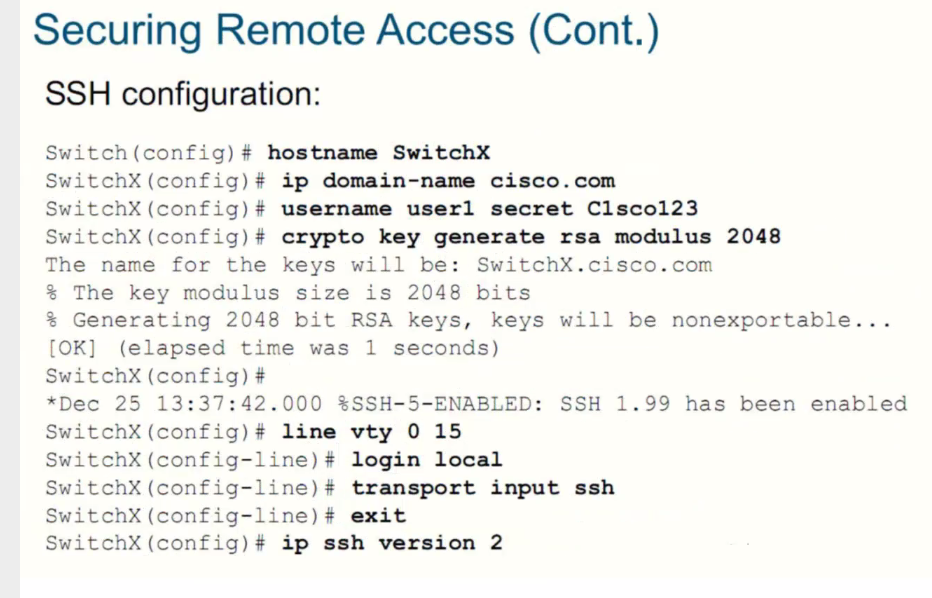 Securing Remote Access (Cont.)
SSH configuration:
Switch(config)# hostname SwitchX
SwitchX(config)# ip domain-name cisco.com
SwitchX(config)# username user1 secret C1sco123
SwitchX(config)# crypto key generate rsa modulus 2048
The name for the keys will be: SwitchX.cisco.com
% The key modulus size is 2048 bits
% Generating 2048 bit RSA keys, keys will be nonexportable...
[OK] (elapsed time was 1 seconds)
SwitchX(config)#
*Dec 25 13:37:42.000 %SSH-5-ENABLED: SSH 1.99 has been enabled
SwitchX(config)# line vty 0 15
SwitchX(config-line)# login local
SwitchX(config-line)# transport input ssh
SwitchX(config-line)# exit
SwitchX(config)# ip ssh version 2